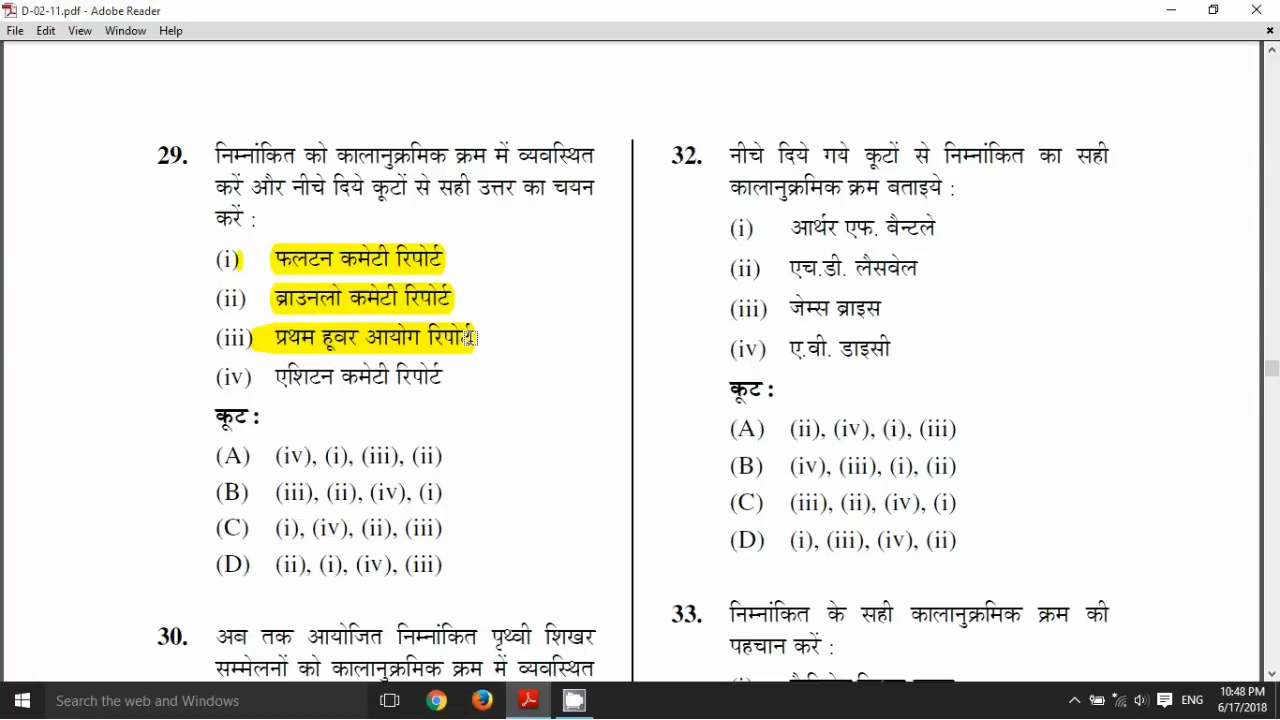 D-02-11.pdf - Adobe Reader
File Edit View Window Help
29. निम्नांकित को कालानुक्रमिक क्रम में व्यवस्थित
करें और नीचे दिये कूटों से सही उत्तर का चयन
करें :
(i) फलटन कमेटी रिपोर्ट
(ii) ब्राउनलो कमेटी रिपोर्ट
(iii) प्रथम हूवर आयोग रिपोर्ट
(iv) एशिटन कमेटी रिपोर्ट
कूट :
(A) (iv), (i), (iii), (ii)
(B) (iii), (ii), (iv), (i)
(C) (i), (iv), (ii), (iii)
(D) (ii), (i), (iv), (iii)
30. अब तक आयोजित निम्नांकित पृथ्वी शिखर
सम्मेलनों को कालानुक्रमिक क्रम में व्यवस्थित
32. नीचे दिये गये कूटों से निम्नांकित का सही
कालानुक्रमिक क्रम बताइये :
(i) आर्थर एफ. बैन्टले
(ii) एच.डी. लैसवेल
(iii) जेम्स ब्राइस
(iv) ए.वी. डाइसी
कूट :
(A) (ii), (iv), (i), (iii)
(B) (iv), (iii), (i), (ii)
(C) (iii), (ii), (iv), (i)
(D) (i), (iii), (iv), (ii)
33. निम्नांकित के सही कालानुक्रमिक क्रम की
पहचान करें :
Search the web and Windows
ENG
10:48 PM
6/17/2018